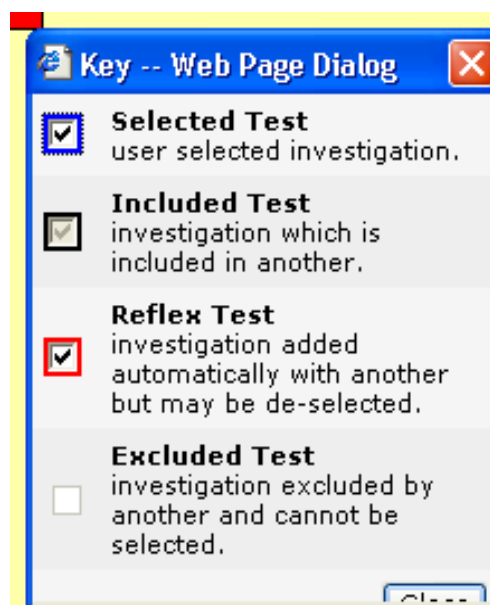 Key -- Web Page Dialog
Selected Test
user selected investigation.
Included Test
investigation which is
included in another.
Reflex Test
investigation added
automatically with another
but may be de-selected.
Excluded Test
investigation excluded by
another and cannot be
selected.